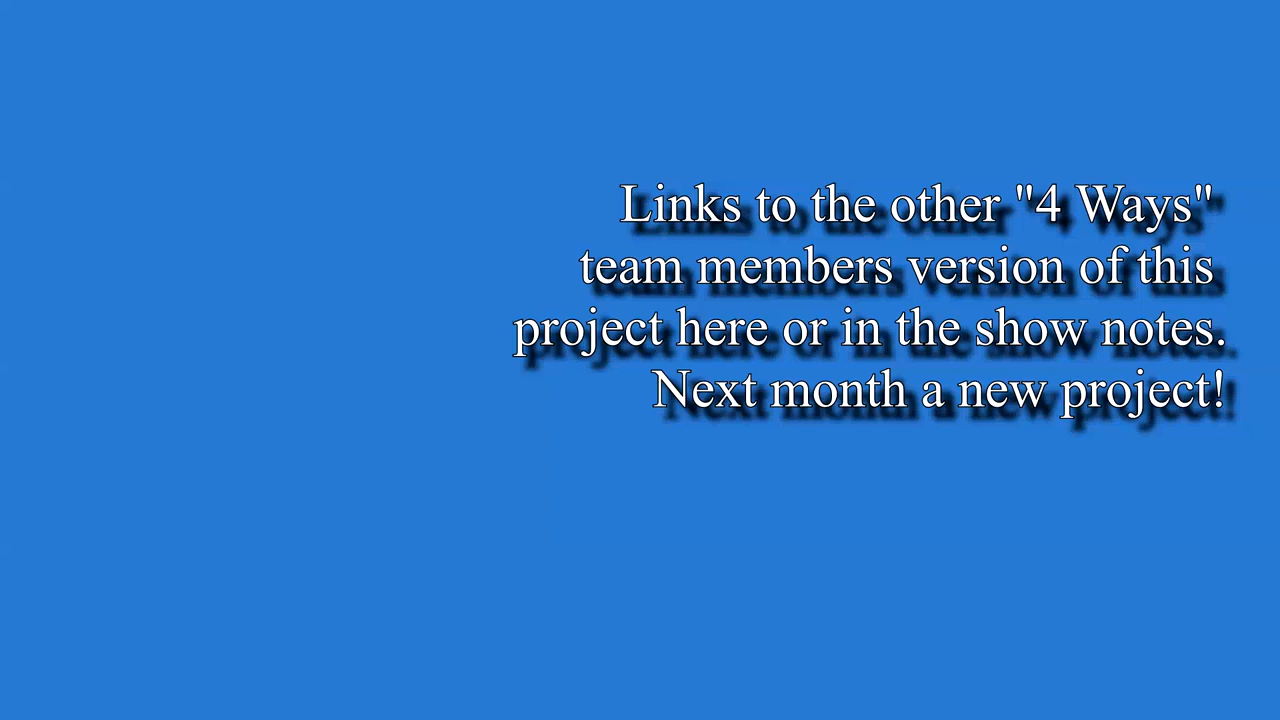 Links to the other "4 Ways"
team members version of this
project here or in the show notes.
Next month a new project!